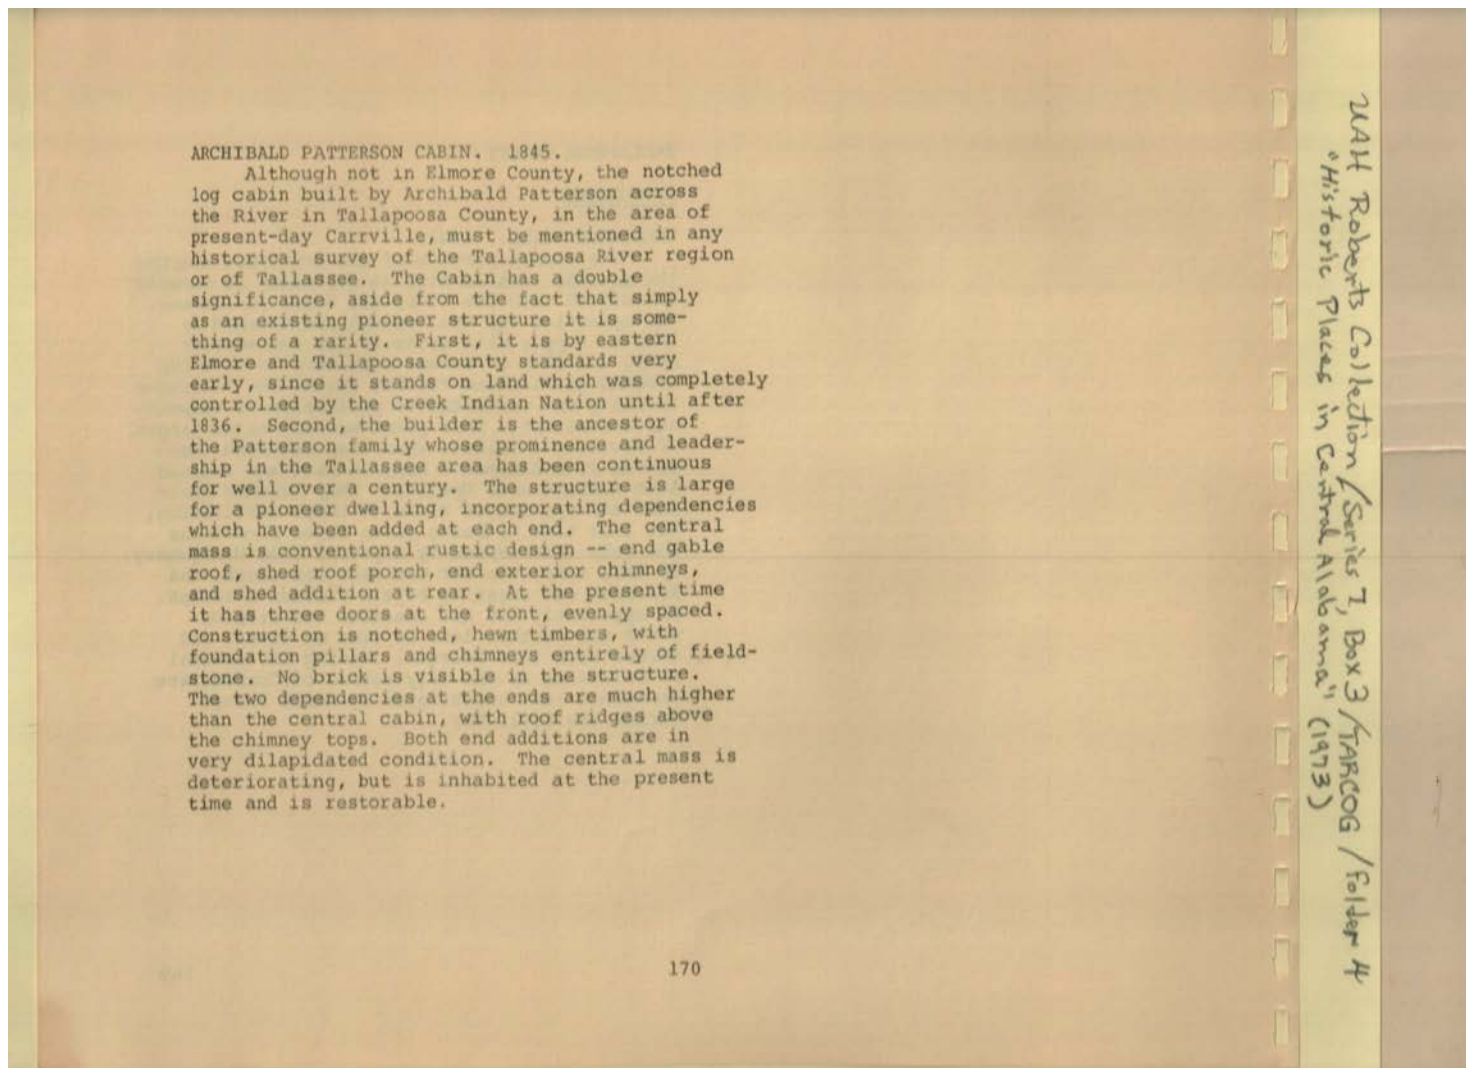 ARCHIBALD PATTERSON CABIN. 1845.
Although not in Elmore County, the notched
log cabin built by Archibald Patterson across
the River in Tallapoosa County, in the area of
present-day Carrville, must be mentioned in any
historical survey of the Tallapoosa River region
or of Tallassee. The Cabin has a double
significance, aside from the fact that simply
as an existing pioneer structure it is some-
thing of a rarity. First, it is by eastern
Elmore and Tallapoosa County standards very
early, since it stands on land which was completely
controlled by the Creek Indian Nation until after
1836. Second, the builder is the ancestor of
the Patterson family whose prominence and leader-
ship in the Tallassee area has been continuous
for well over a century. The structure is large
for a pioneer dwelling, incorporating dependencies
which have been added at each end. The central
mass is conventional rustic design -- end gable
roof, shed roof porch, end exterior chimneys,
and shed addition at rear. At the present time
it has three doors at the front, evenly spaced.
Construction is notched, hewn timbers, with
foundation pillars and chimneys entirely of field-
stone. No brick is visible in the structure.
The two dependencies at the ends are much higher
than the central cabin, with roof ridges above
the chimney tops. Both end additions are in
very dilapidated condition. The central mass is
deteriorating, but is inhabited at the present
time and is restorable.
170
UAH Roberts Collection/Series 7, Box 3/TARCOG/Folder 4
"Historic Places in Central Alabama" (1973)